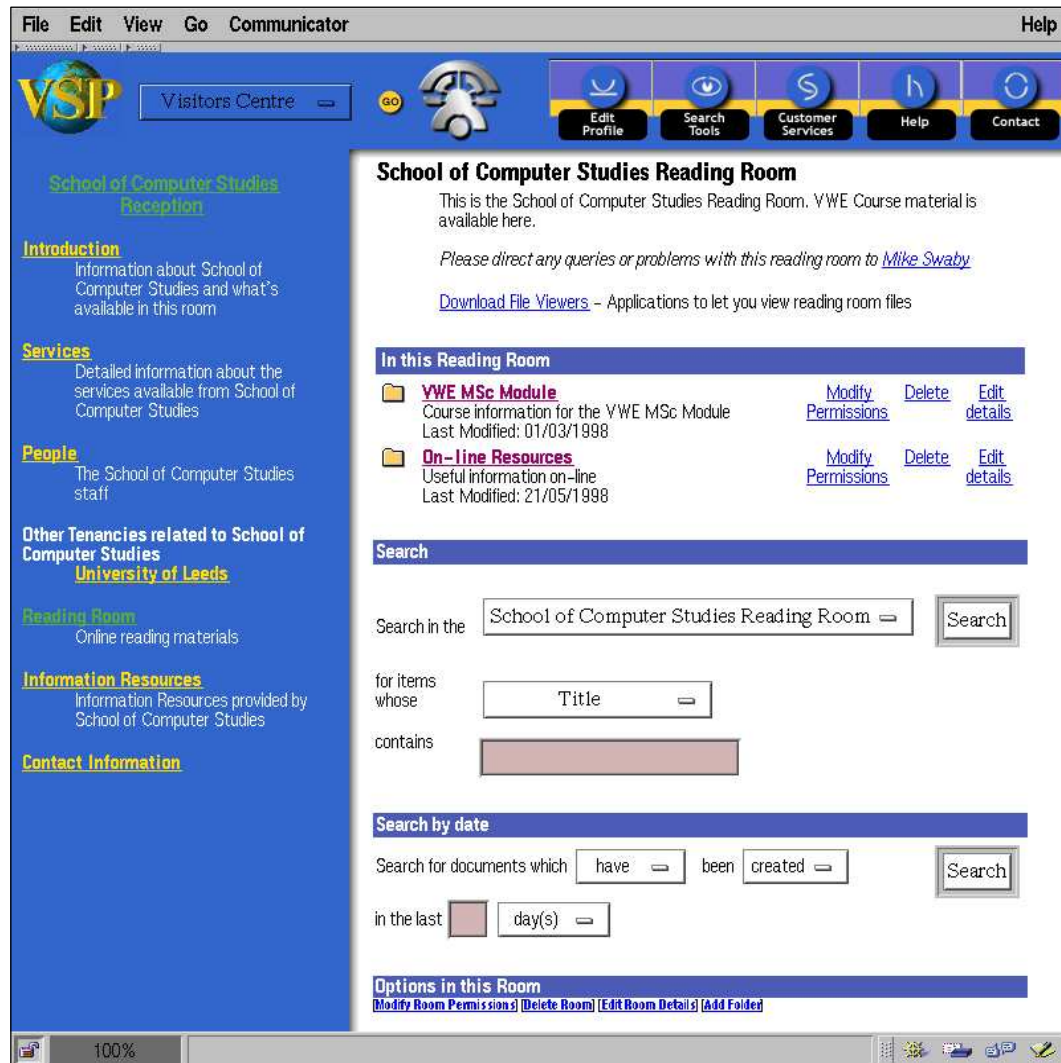 File Edit View Go Communicator Help
VSP
Visitors Centre
GO
Edit Profile
Search Tools
Customer Services
Help
Contact
School of Computer Studies
Reception
Introduction
Information about School of
Computer Studies and what's
available in this room
Services
Detailed information about the
services available from School of
Computer Studies
People
The School of Computer Studies
staff
Other Tenancies related to School of
Computer Studies
University of Leeds
Reading Room
Online reading materials
Information Resources
Information Resources provided by
School of Computer Studies
Contact Information
School of Computer Studies Reading Room
This is the School of Computer Studies Reading Room. VWE Course material is
available here.
Please direct any queries or problems with this reading room to Mike Swaby
Download File Viewers - Applications to let you view reading room files
In this Reading Room
VWE MSc Module Modify Delete Edit
Course information for the VWE MSc Module Permissions details
Last Modified: 01/03/1998
On-line Resources Modify Delete Edit
Useful information on-line Permissions details
Last Modified: 21/05/1998
Search
Search in the School of Computer Studies Reading Room Search
for items
whose Title
contains
Search by date
Search for documents which have been created Search
in the last day(s)
Options in this Room
[Modify Room Permissions] [Delete Room] [Edit Room Details] [Add Folder]
100%